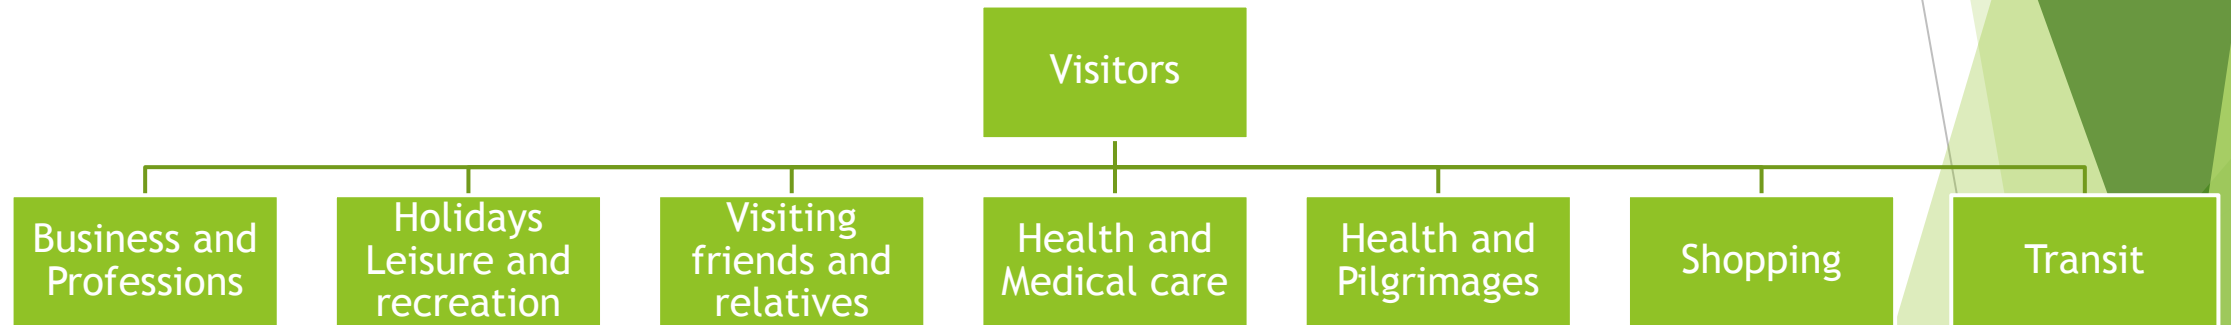 Visitors
Business and
Professions
Holidays
Leisure and
recreation
Visiting
friends and
relatives
Health and
Medical care
Health and
Pilgrimages
Shopping
Transit